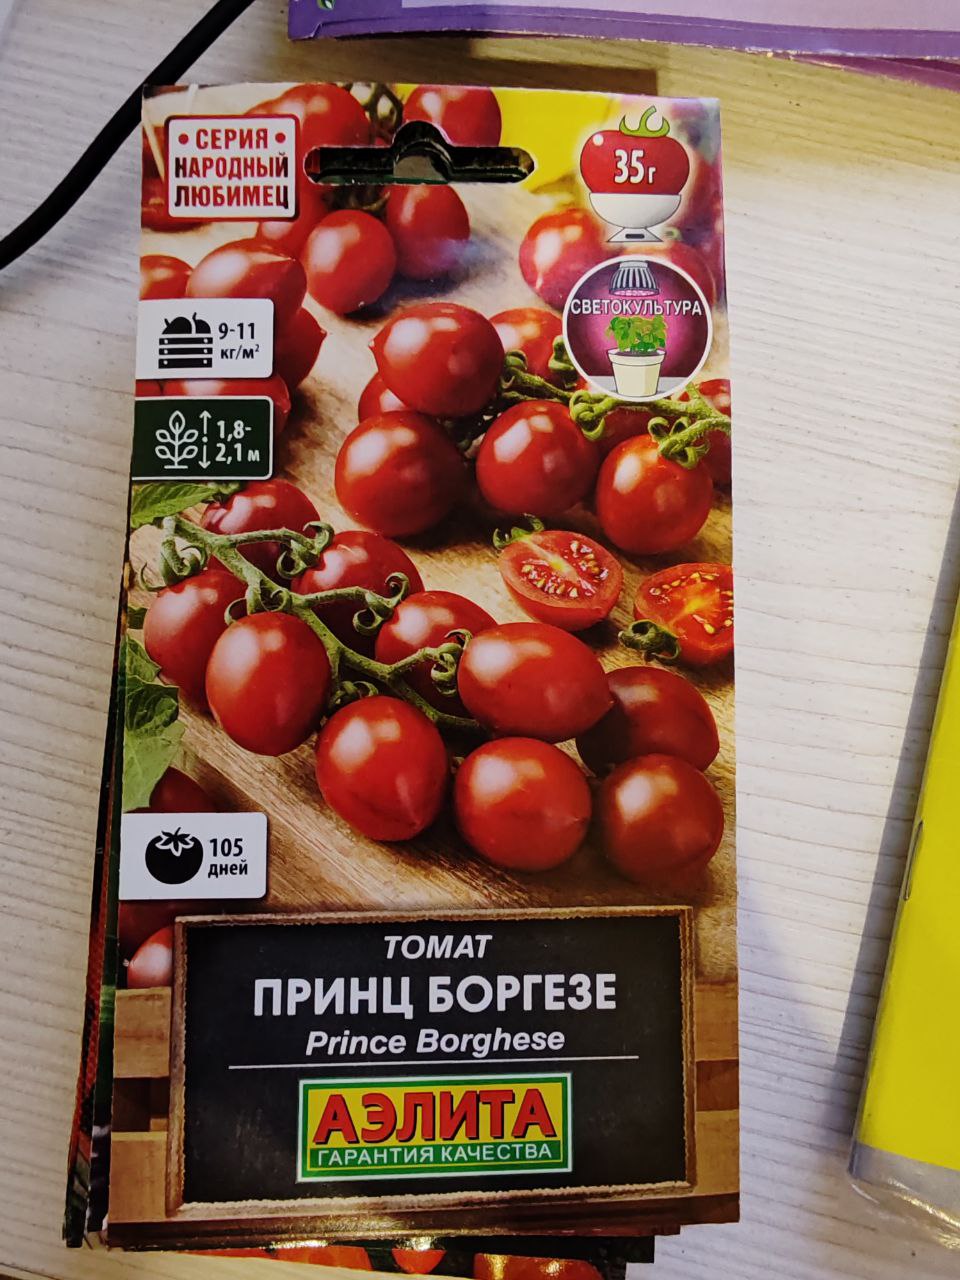 • СЕРИЯ •
НАРОДНЫЙ
ЛЮБИМЕЦ
35г
СВЕТОКУЛЬТУРА
9-11
кг/м²
1,8-
2,1 м
105
дней
ТОМАТ
ПРИНЦ БОРГЕЗЕ
Prince Borghese
АЭЛИТА
ГАРАНТИЯ КАЧЕСТВА